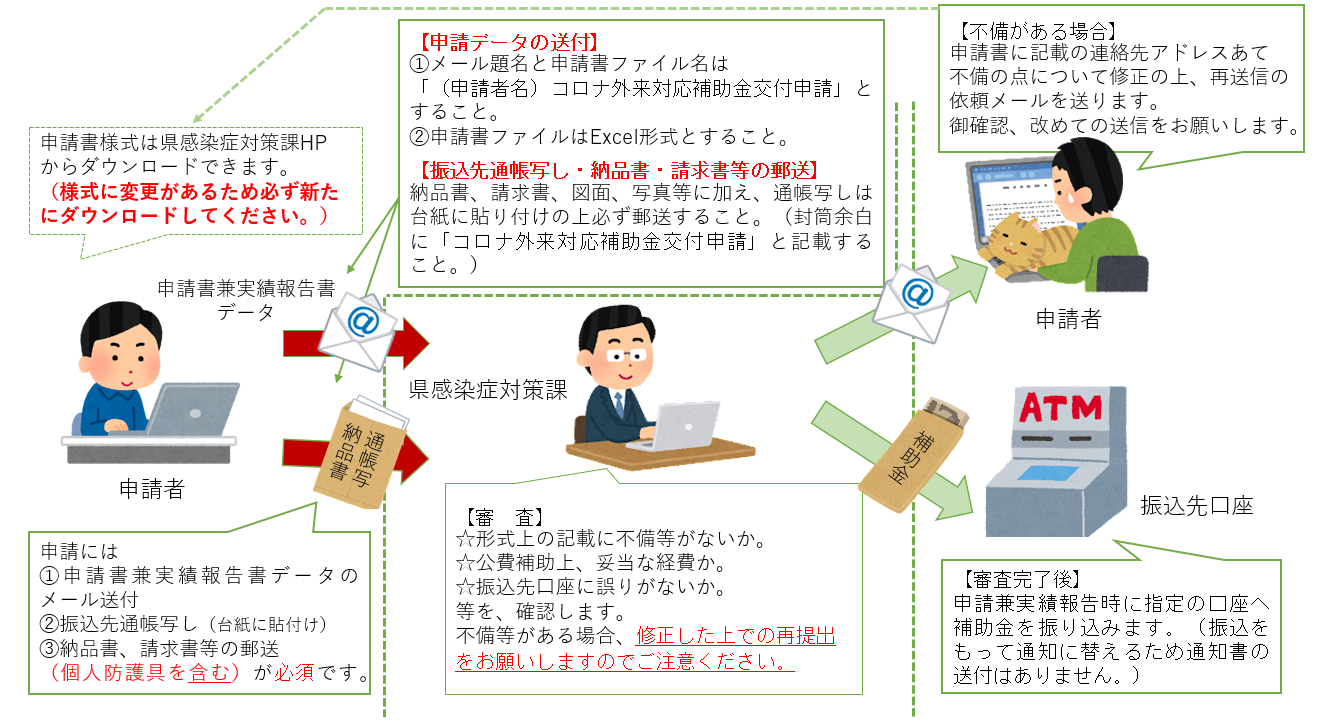 申請書様式は県感染症対策課HP
からダウンロードできます。
（様式に変更があるため必ず新た
にダウンロードしてください。）
【申請データの送付】
①メール題名と申請書ファイル名は
「（申請者名）コロナ外来対応補助金交付申請」と
すること。
②申請書ファイルはExcel形式とすること。
【振込先通帳写し・納品書・請求書等の郵送】
納品書、請求書、図面、写真等に加え、通帳写しは
台紙に貼り付けの上必ず郵送すること。（封筒余白
に「コロナ外来対応補助金交付申請」と記載する
こと。）
【不備がある場合】
申請書に記載の連絡先アドレスあて
不備の点について修正の上、再送信の
依頼メールを送ります。
御確認、改めての送信をお願いします。
申請書兼実績報告書
データ
@
通帳写
納品書
申請者
県感染症対策課
@
申請者
補助金
ATM
振込先口座
申請には
①申請書兼実績報告書データの
メール送付
②振込先通帳写し（台紙に貼付け）
③納品書、請求書等の郵送
（個人防護具を含む）が必須です。
【審　査】
☆形式上の記載に不備等がないか。
☆公費補助上、妥当な経費か。
☆振込先口座に誤りがないか。
等を、確認します。
不備等がある場合、修正した上での再提出
をお願いしますのでご注意ください。
【審査完了後】
申請兼実績報告時に指定の口座へ
補助金を振り込みます。（振込を
もって通知に替えるため通知書の
送付はありません。）